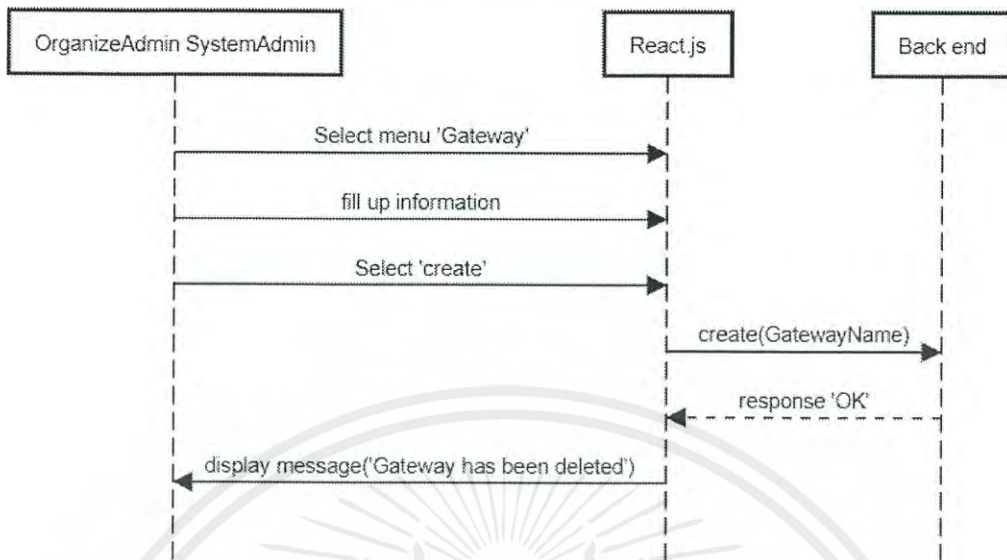 OrganizeAdmin SystemAdmin
React.js
Back end
Select menu 'Gateway'
fill up information
Select 'create'
create(GatewayName)
response 'OK'
display message('Gateway has been deleted')